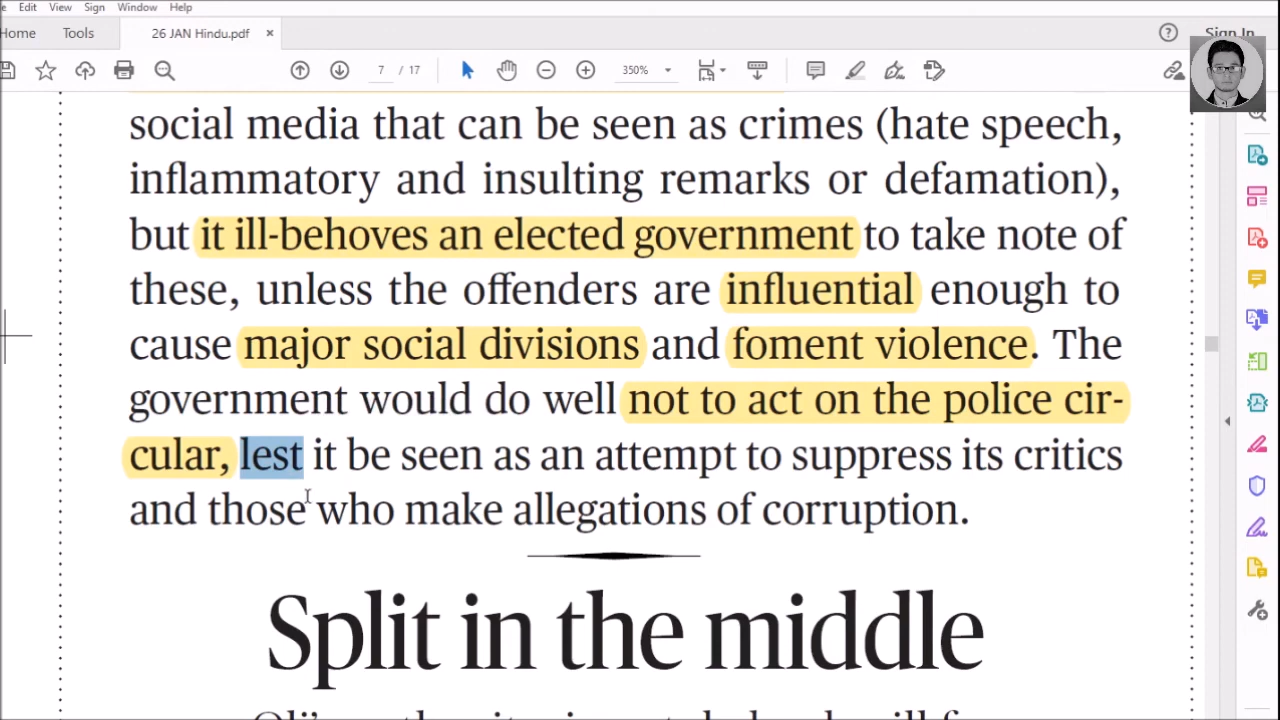 Edit View Sign Window Help
Home Tools 26 JAN Hindu.pdf × ? Sign In
7 / 17 350%
social media that can be seen as crimes (hate speech,
inflammatory and insulting remarks or defamation),
but it ill-behoves an elected government to take note of
these, unless the offenders are influential enough to
cause major social divisions and foment violence. The
government would do well not to act on the police cir-
cular, lest it be seen as an attempt to suppress its critics
and those who make allegations of corruption.
Split in the middle